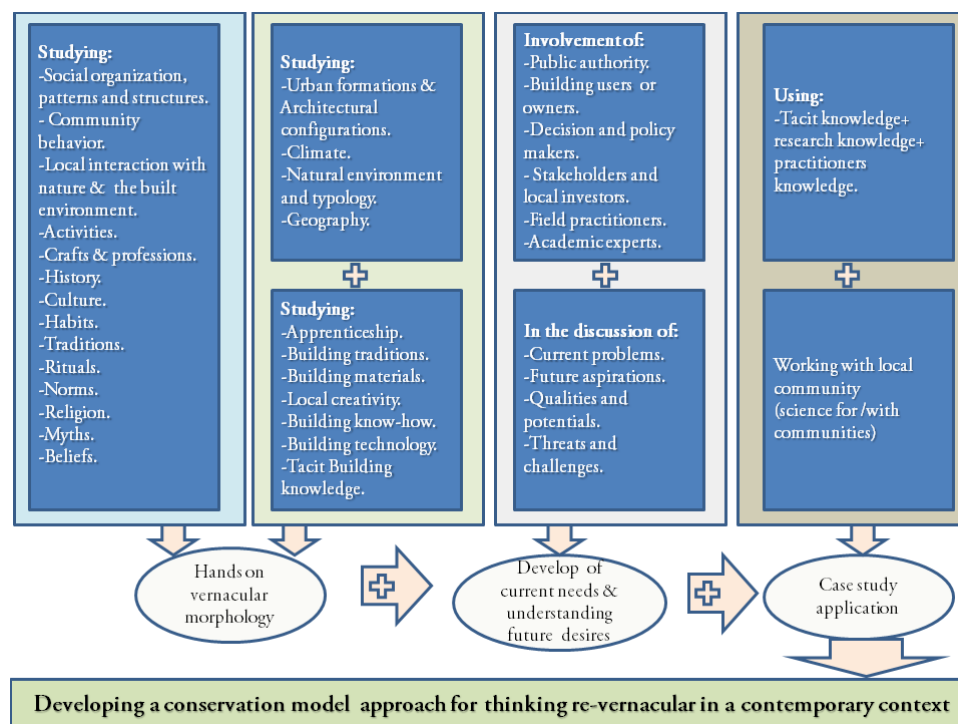 Studying:
-Social organization,
patterns and structures.
- Community
behavior.
-Local interaction with
nature & the built
environment.
-Activities.
-Crafts & professions.
-History.
-Culture.
-Habits.
-Traditions.
-Rituals.
-Norms.
-Religion.
-Myths.
-Beliefs.
Studying:
-Urban formations &
Architectural
configurations.
-Climate.
-Natural environment
and typology.
-Geography.
Studying:
-Apprenticeship.
-Building traditions.
-Building materials.
-Local creativity.
-Building know-how.
-Building technology.
-Tacit Building
knowledge.
Involvement of:
-Public authority.
-Building users or
owners.
-Decision and policy
makers.
- Stakeholders and
local investors.
-Field practitioners.
-Academic experts.
In the discussion of:
-Current problems.
-Future aspirations.
-Qualities and
potentials.
-Threats and
challenges.
Using:
-Tacit knowledge+
research knowledge+
practitioners
knowledge.
Working with local
community
(science for /with
communities)
Hands on
vernacular
morphology
Develop of
current needs &
understanding
future desires
Case study
application
Developing a conservation model approach for thinking re-vernacular in a contemporary context